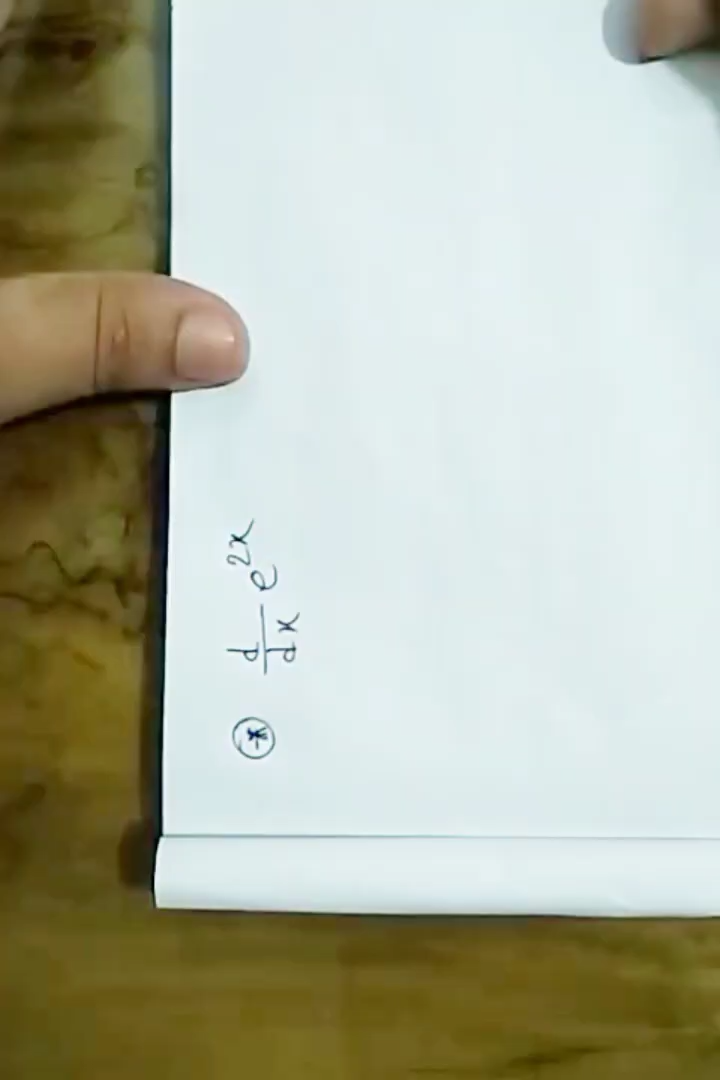 ⊛ d/dx e^{2x}